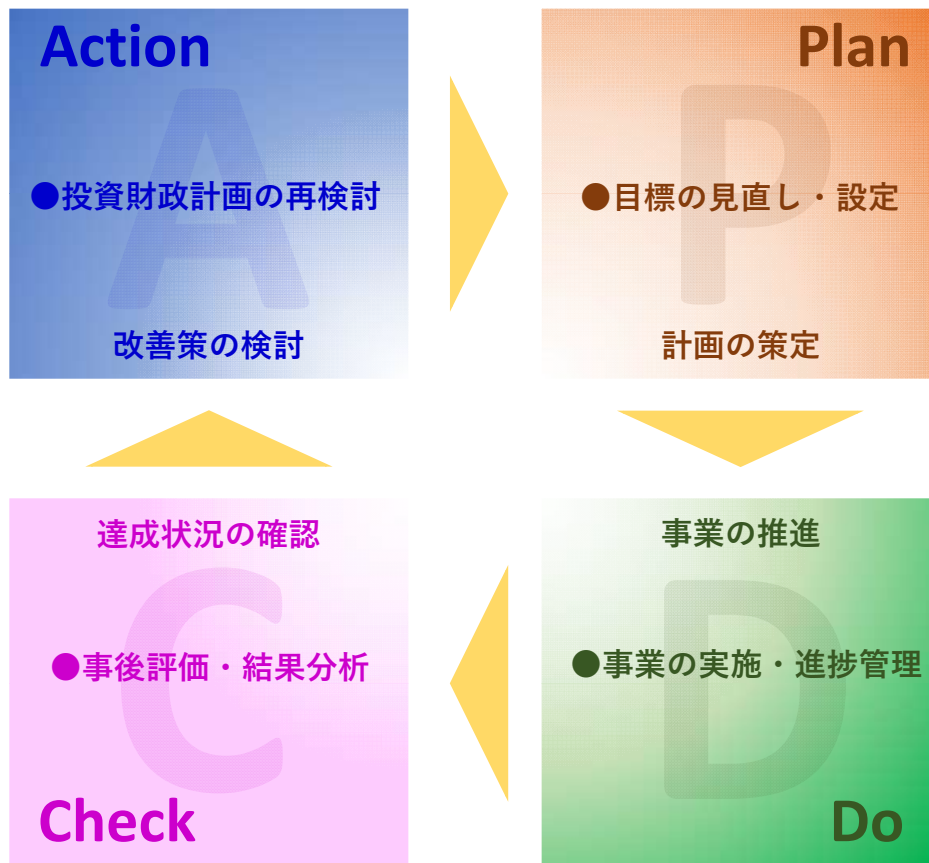 Action
A
●投資財政計画の再検討
改善策の検討
Plan
P
●目標の見直し・設定
計画の策定
達成状況の確認
C
●事後評価・結果分析
Check
事業の推進
D
●事業の実施・進捗管理
Do